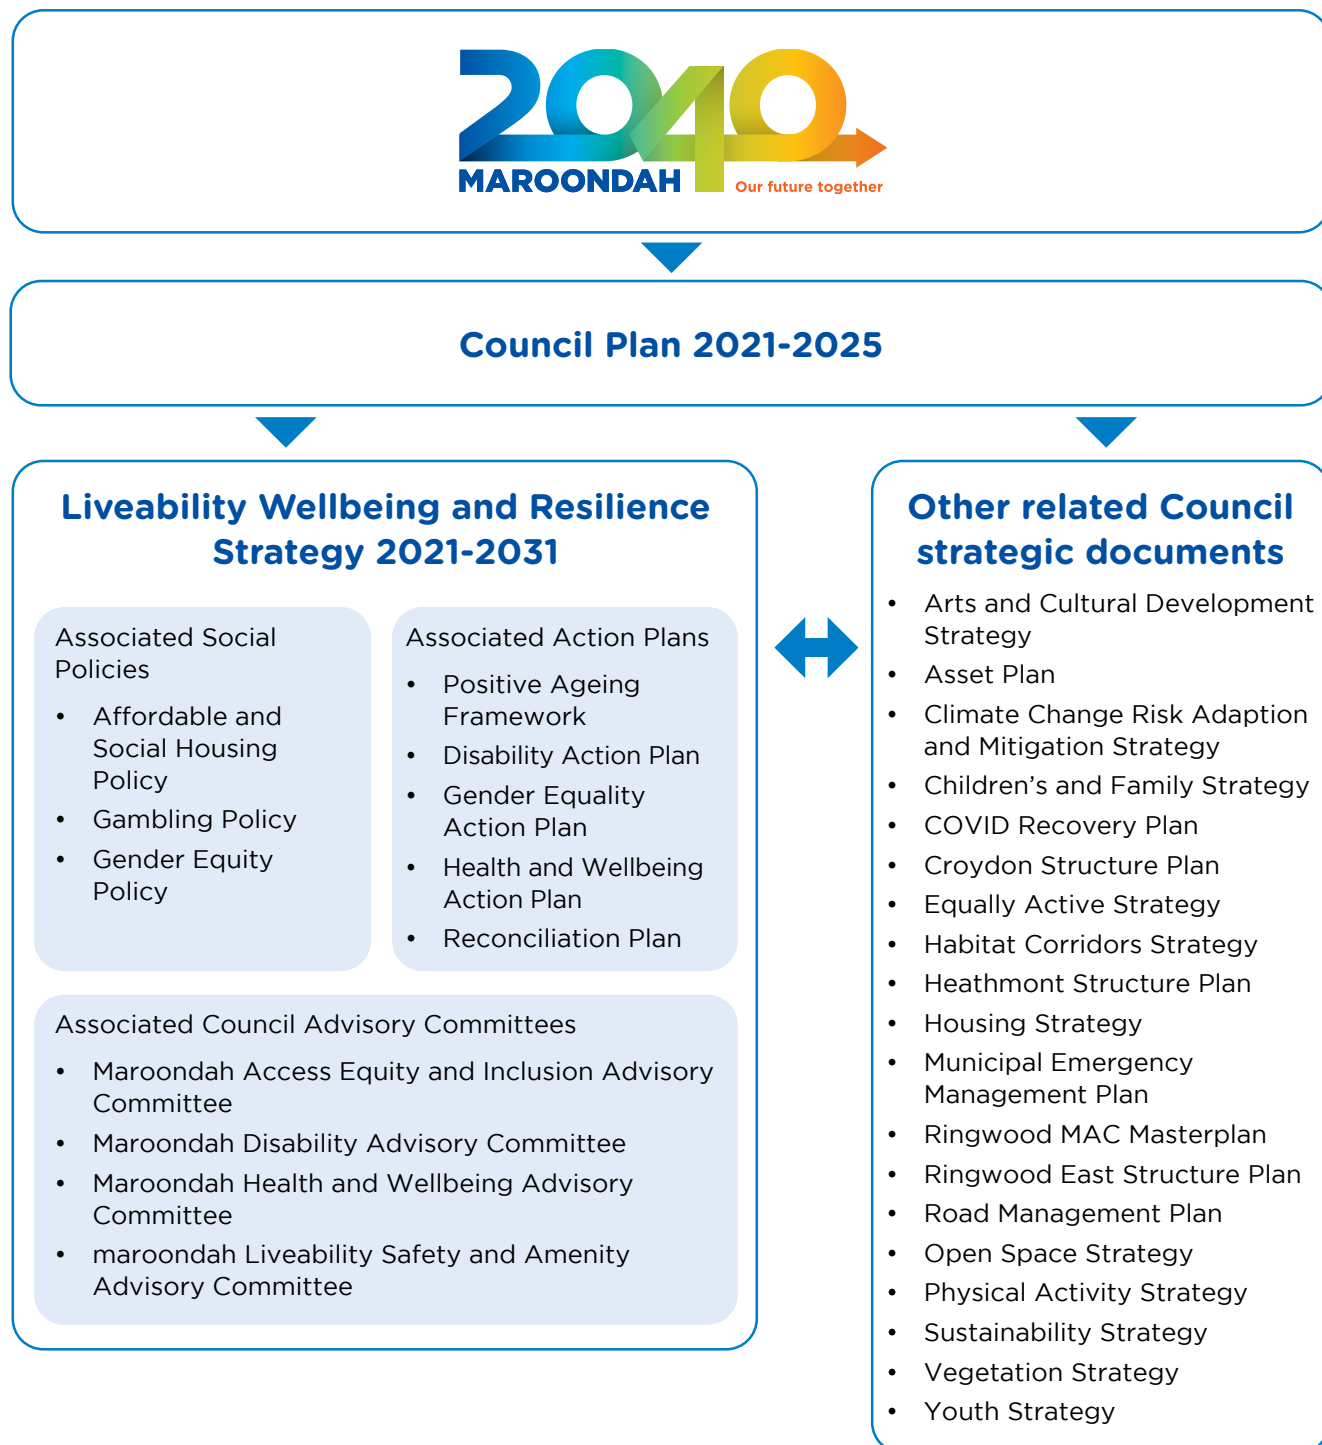 2040
MAROONDAH
Our future together
Council Plan 2021-2025
Liveability Wellbeing and Resilience
Strategy 2021-2031
Associated Social
Policies
• Affordable and
Social Housing
Policy
• Gambling Policy
• Gender Equity
Policy
Associated Action Plans
• Positive Ageing
Framework
• Disability Action Plan
• Gender Equality
Action Plan
• Health and Wellbeing
Action Plan
• Reconciliation Plan
Associated Council Advisory Committees
• Maroondah Access Equity and Inclusion Advisory
Committee
• Maroondah Disability Advisory Committee
• Maroondah Health and Wellbeing Advisory
Committee
• maroondah Liveability Safety and Amenity
Advisory Committee
Other related Council
strategic documents
• Arts and Cultural Development
Strategy
• Asset Plan
• Climate Change Risk Adaption
and Mitigation Strategy
• Children’s and Family Strategy
• COVID Recovery Plan
• Croydon Structure Plan
• Equally Active Strategy
• Habitat Corridors Strategy
• Heathmont Structure Plan
• Housing Strategy
• Municipal Emergency
Management Plan
• Ringwood MAC Masterplan
• Ringwood East Structure Plan
• Road Management Plan
• Open Space Strategy
• Physical Activity Strategy
• Sustainability Strategy
• Vegetation Strategy
• Youth Strategy